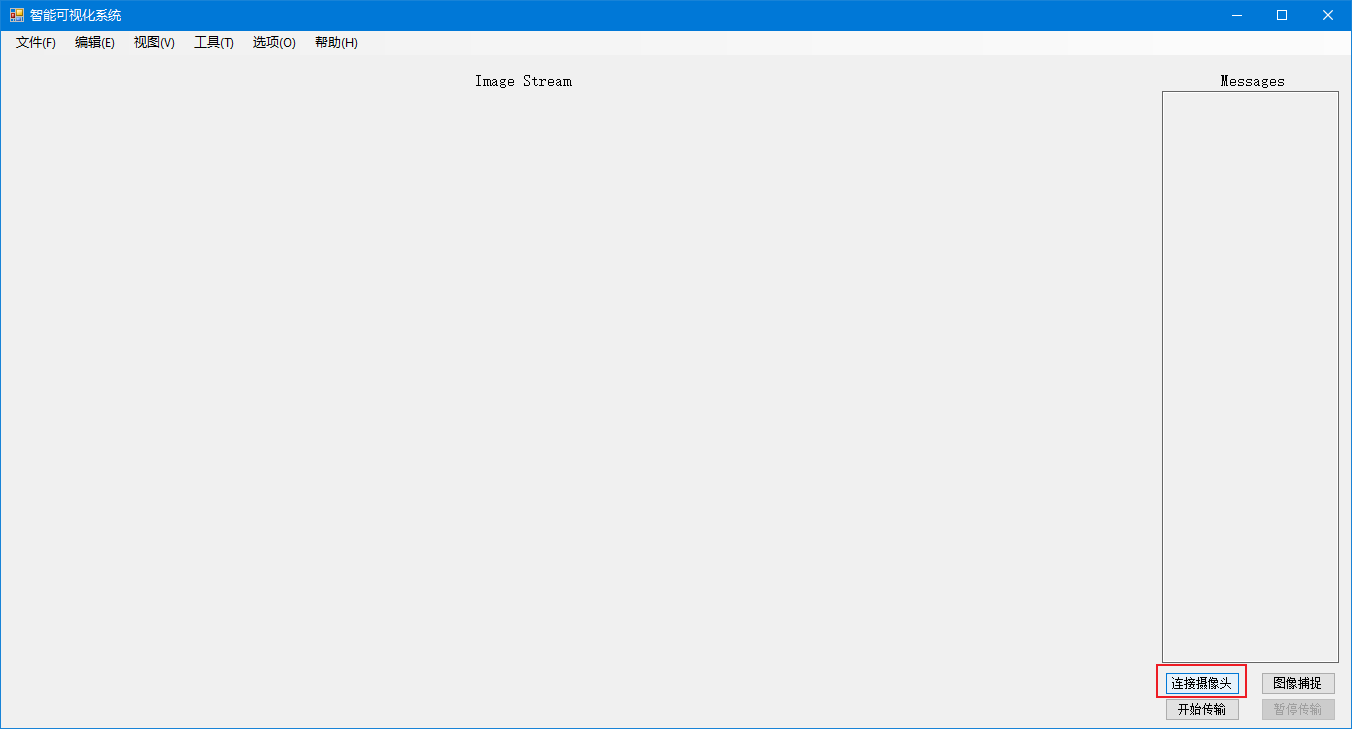 智能可视化系统
文件(F) 编辑(E) 视图(V) 工具(T) 选项(O) 帮助(H)
Image Stream
Messages
连接摄像头 图像捕捉
开始传输 暂停传输